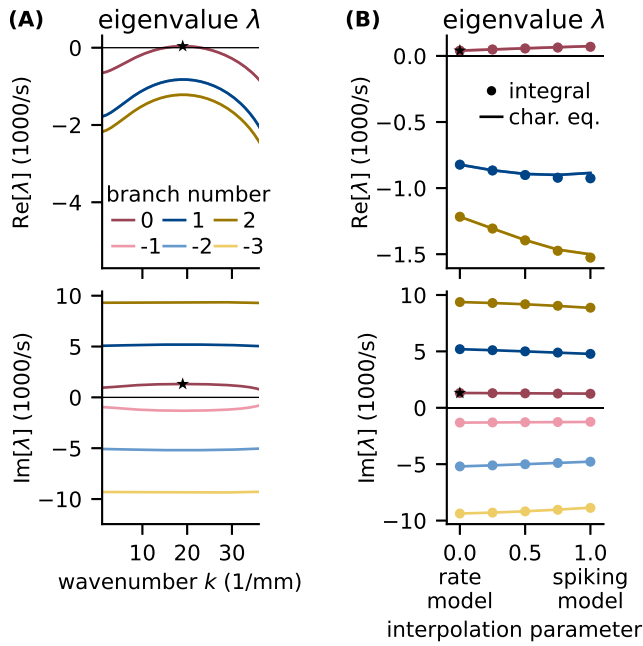 (A)
eigenvalue λ
0
−2
−4
Re[λ] (1000/s)
branch number
0 1 2
-1 -2 -3
10
5
0
−5
−10
Im[λ] (1000/s)
10 20 30
wavenumber k (1/mm)
(B)
eigenvalue λ
0.0
−0.5
−1.0
−1.5
Re[λ] (1000/s)
integral
char. eq.
10
5
0
−5
−10
Im[λ] (1000/s)
0.0 0.5 1.0
rate spiking
model model
interpolation parameter